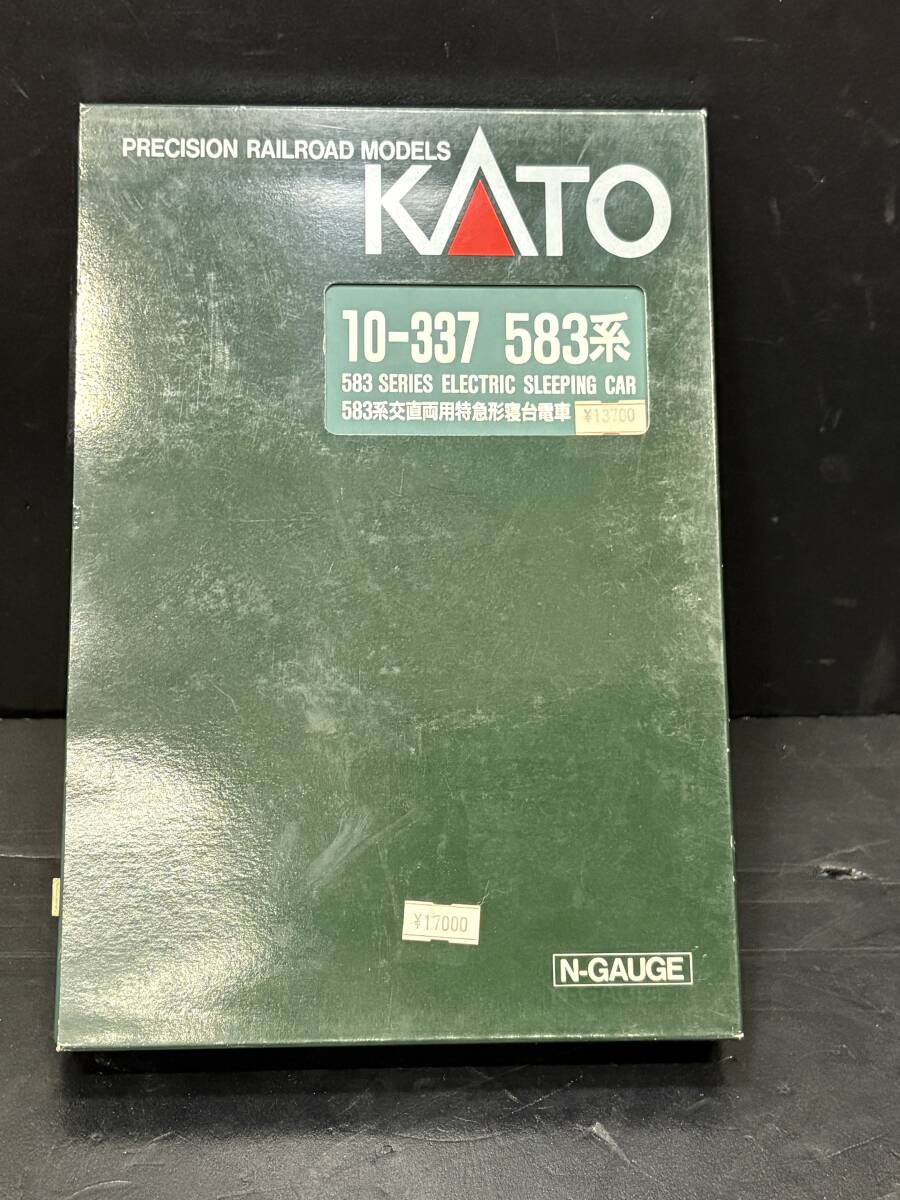 PRECISION RAILROAD MODELS
KATO
10-337 583系
583 SERIES ELECTRIC SLEEPING CAR
583系交直両用特急形寝台電車
¥13700
¥17000
N-GAUGE